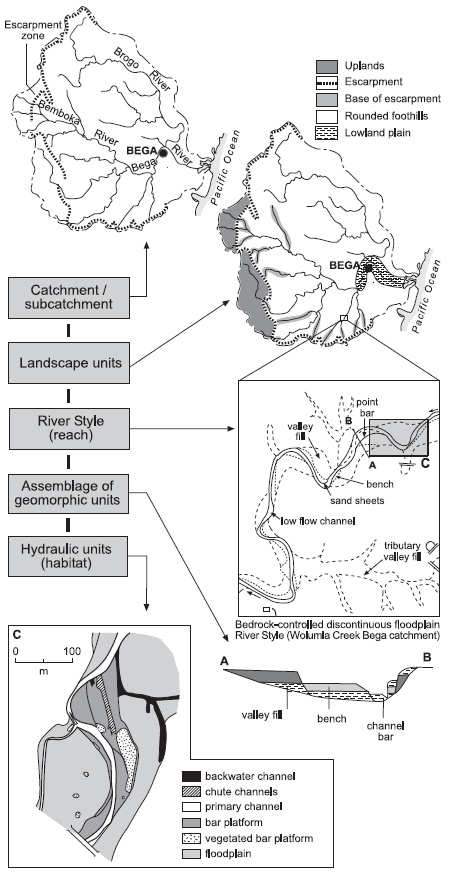 Escarpment
zone
Brogo
River
Bemboka
River
BEGA
Bega
River
Pacific Ocean
Uplands
Escarpment
Base of escarpment
Rounded foothills
Lowland plain
BEGA
Pacific Ocean
Catchment /
subcatchment
Landscape units
River Style
(reach)
Assemblage of
geomorphic units
Hydraulic units
(habitat)
valley
fill
B
point
bar
A
C
bench
sand sheets
low flow channel
tributary
valley fill
Bedrock-controlled discontinuous floodplain
River Style (Wolumla Creek Bega catchment)
A
B
valley fill
bench
channel
bar
C
0 100
m
backwater channel
chute channels
primary channel
bar platform
vegetated bar platform
floodplain